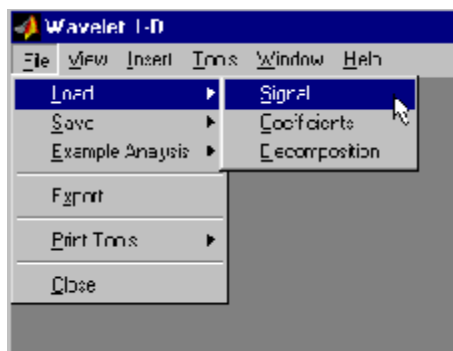 Wavelet 1-D
File View Insert Tools Window Help
Load
Save
Example Analysis
Export
Print Tools
Close
Signal
Coefficients
Decomposition